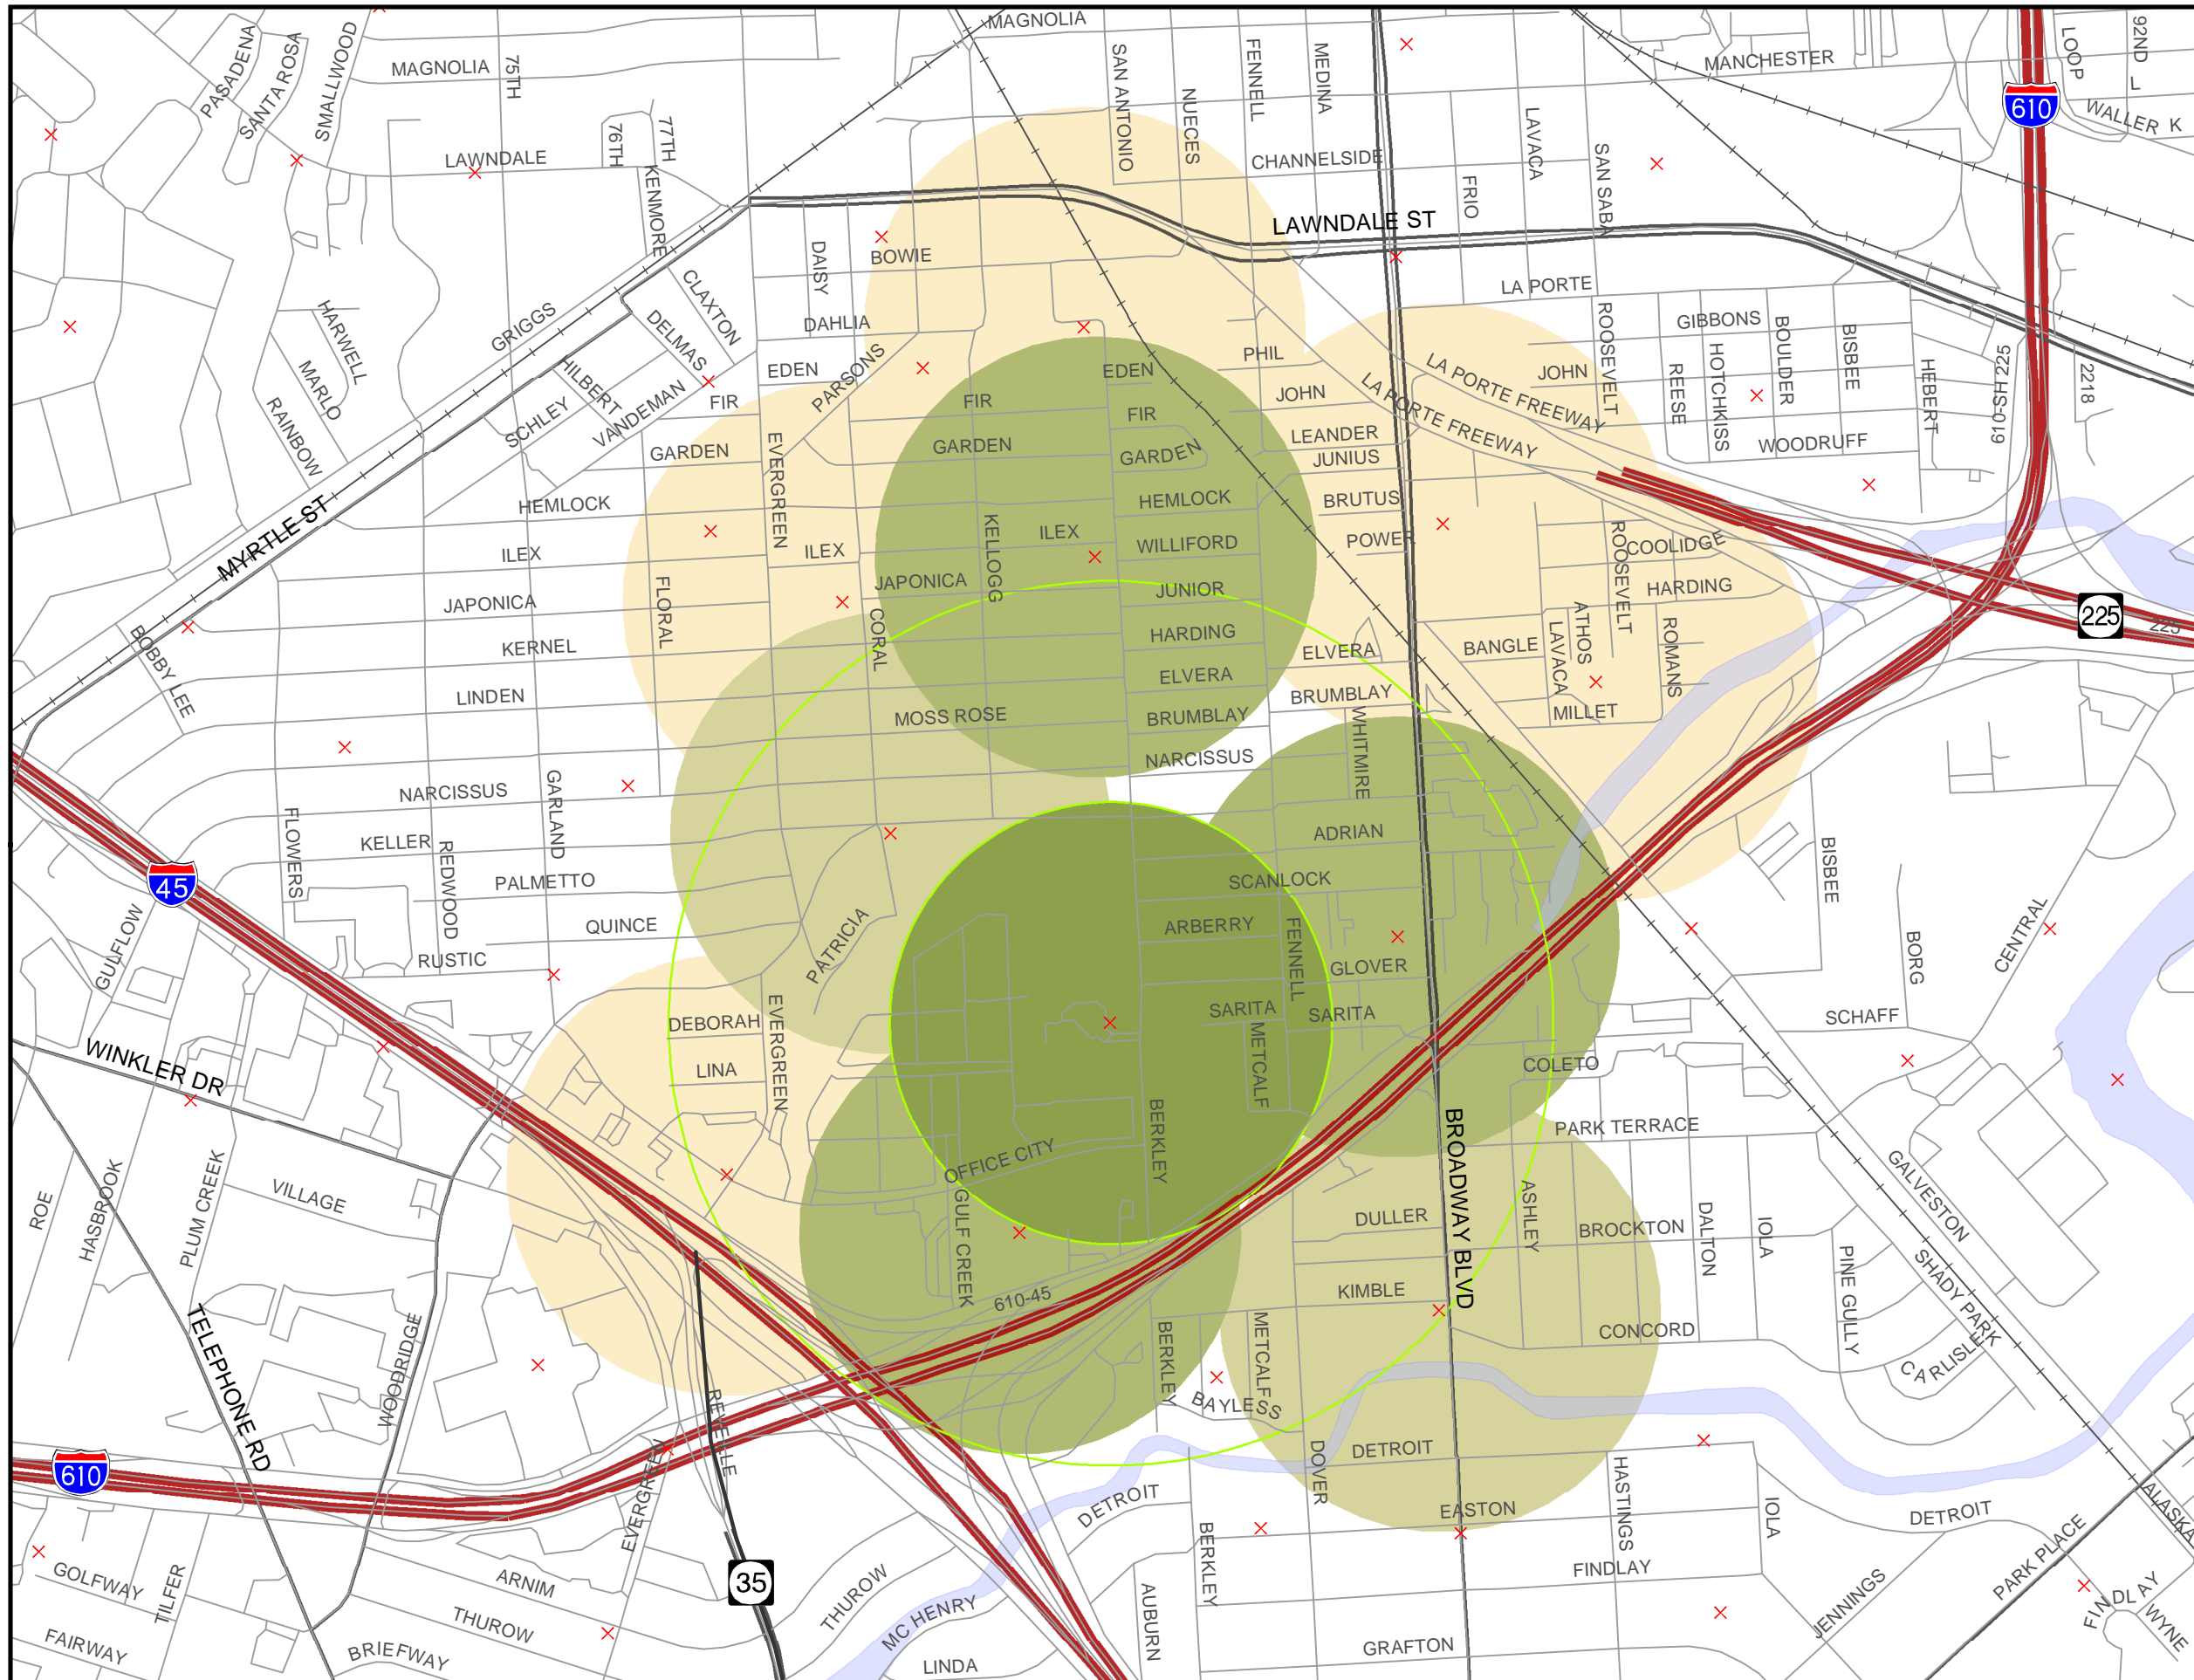 MAGNOLIA
PASADENA
SANTA ROSA
SMALLWOOD
MAGNOLIA
75TH
SAN ANTONIO
NUECES
FENNELL
MEDINA
MANCHESTER
LOOP
92ND
L
610
WALLER K
76TH
77TH
LAWNDALE
KENMORE
CHANNELSIDE
LAVACA
SAN SABA
FRIO
LAWNDALE ST
DAISY
BOWIE
CLAXTON
LA PORTE
HARWELL
GRIGGS
DELMAS
DAHLIA
ROOSEVELT
GIBBONS
BOULDER
BISBEE
HOTCHKISS
REESE
HEBERT
610-SH 225
2218
MARLO
HILBERT
EDEN
PARSONS
EDEN
PHIL
LA PORTE FREEWAY
JOHN
RAINBOW
SCHLEY
VANDEMAN
FIR
FIR
FIR
JOHN
LA PORTE FREEWAY
GARDEN
EVERGREEN
GARDEN
GARDEN
LEANDER
JUNIUS
WOODRUFF
MYRTLE ST
HEMLOCK
KELLOGG
HEMLOCK
BRUTUS
ILEX
ILEX
ILEX
WILLIFORD
POWER
ROOSEVELT
COOLIDGE
JAPONICA
FLORAL
JAPONICA
JUNIOR
HARDING
225
225
BOBBY LEE
CORAL
KERNEL
HARDING
ELVERA
BANGLE
LAVACA
ATHOS
ROMANS
LINDEN
ELVERA
BRUMBLAY
MOSS ROSE
BRUMBLAY
WHITMIRE
MILLET
NARCISSUS
NARCISSUS
GARLAND
FLOWERS
KELLER
REDWOOD
ADRIAN
BISBEE
45
PALMETTO
SCANLOCK
GULFLOW
QUINCE
PATRICIA
ARBERRY
FENNELL
BORG
CENTRAL
RUSTIC
GLOVER
WINKLER DR
DEBORAH
EVERGREEN
SARITA
SARITA
SCHAFF
LINA
METCALF
COLETO
BERKLEY
BROADWAY BLVD
PARK TERRACE
ROE
HASBROOK
PLUM CREEK
VILLAGE
OFFICE CITY
GULF CREEK
ASHLEY
GALVESTON
DULLER
BROCKTON
DALTON
IOLA
SHADY PARK
PINE GULLY
610-45
KIMBLE
CONCORD
TELEPHONE RD
WOODRIDGE
BERKLEY
METCALF
BAYLESS
CARLISLE
REVEILLE
EVERGREEN
DOVER
DETROIT
HASTINGS
610
DETROIT
EASTON
IOLA
DETROIT
ALASKA
PARK PLACE
BERKLEY
35
GOLFWAY
TILFER
ARNIM
THUROW
FINDLAY
JENNINGS
FINDLAY
WYNE
THUROW
MC HENRY
AUBURN
FAIRWAY
BRIEFWAY
LINDA
GRAFTON